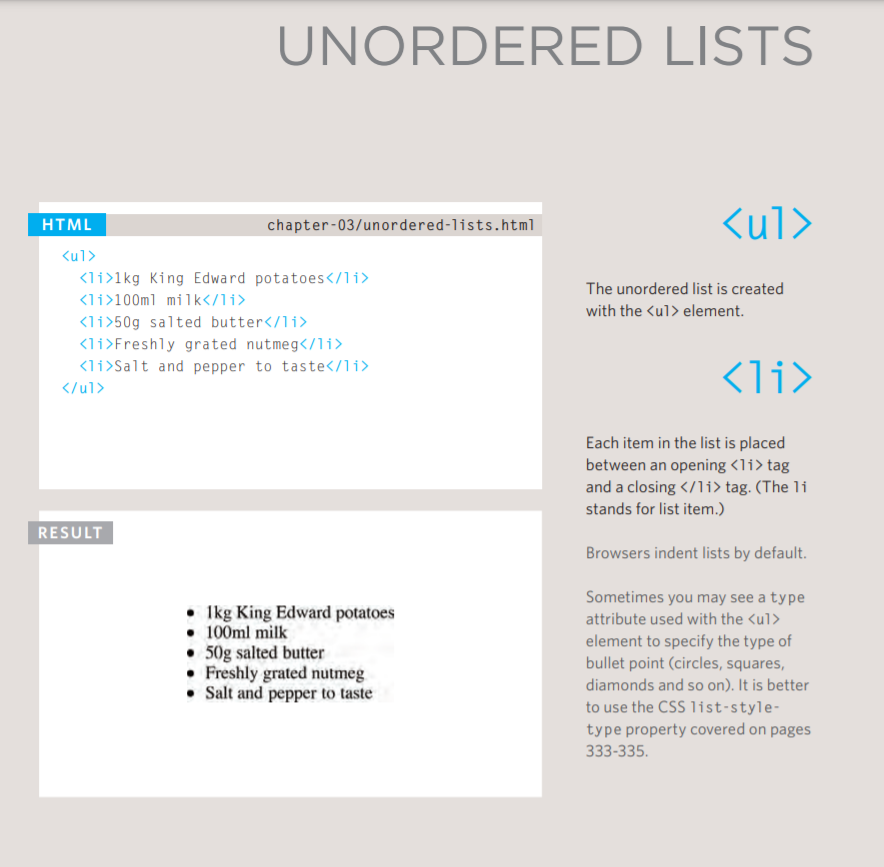 UNORDERED LISTS
HTML
chapter-03/unordered-lists.html
<ul>
<li>1kg King Edward potatoes</li>
<li>100ml milk</li>
<li>50g salted butter</li>
<li>Freshly grated nutmeg</li>
<li>Salt and pepper to taste</li>
</ul>
RESULT
• 1kg King Edward potatoes
• 100ml milk
• 50g salted butter
• Freshly grated nutmeg
• Salt and pepper to taste
<ul>
The unordered list is created
with the <ul> element.
<li>
Each item in the list is placed
between an opening <li> tag
and a closing </li> tag. (The li
stands for list item.)
Browsers indent lists by default.
Sometimes you may see a type
attribute used with the <ul>
element to specify the type of
bullet point (circles, squares,
diamonds and so on). It is better
to use the CSS list-style-
type property covered on pages
333-335.